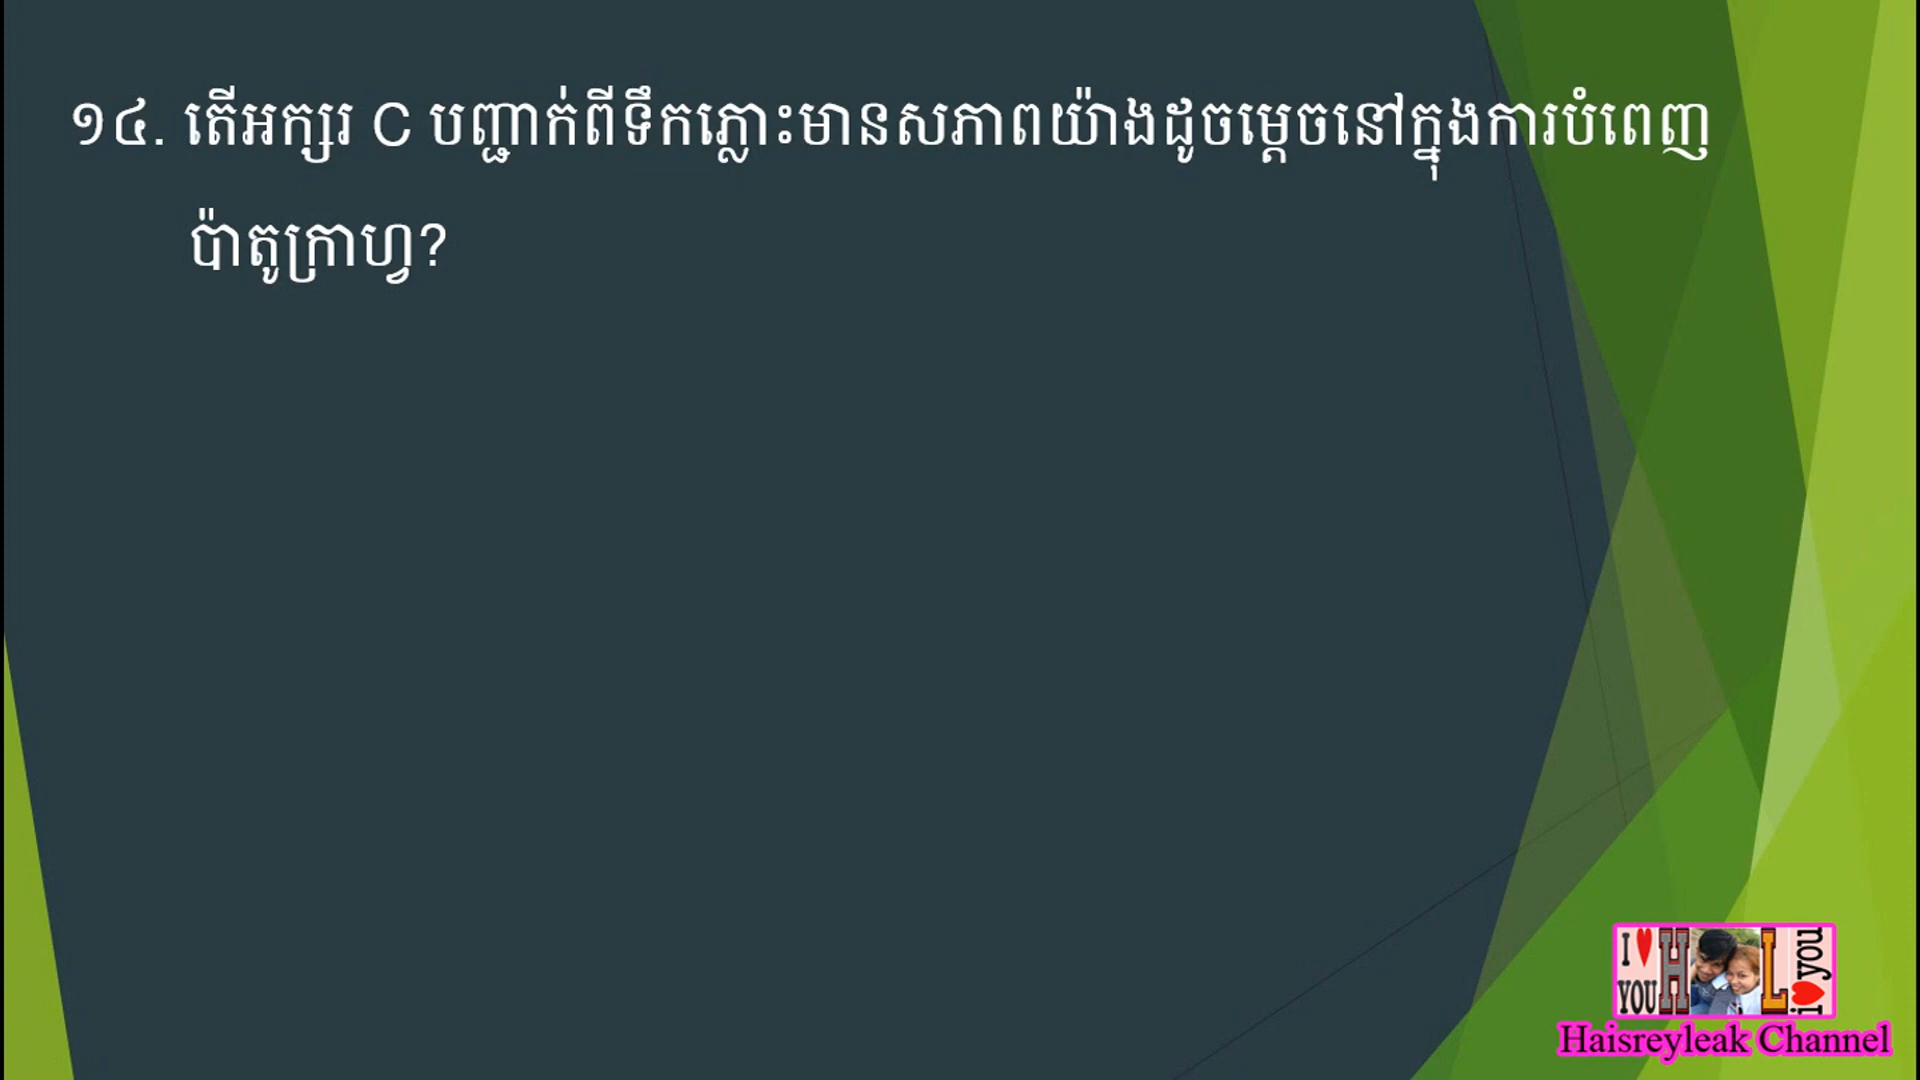 ១៤. តើអក្សរ C បញ្ជាក់ពីទឹកភ្លោះមានសភាពយ៉ាងដូចម្ដេចនៅក្នុងការបំពេញ
ប៉ាតូក្រាហ្វ?
I ♥ YOU H L i ♥ you
Haisreyleak Channel